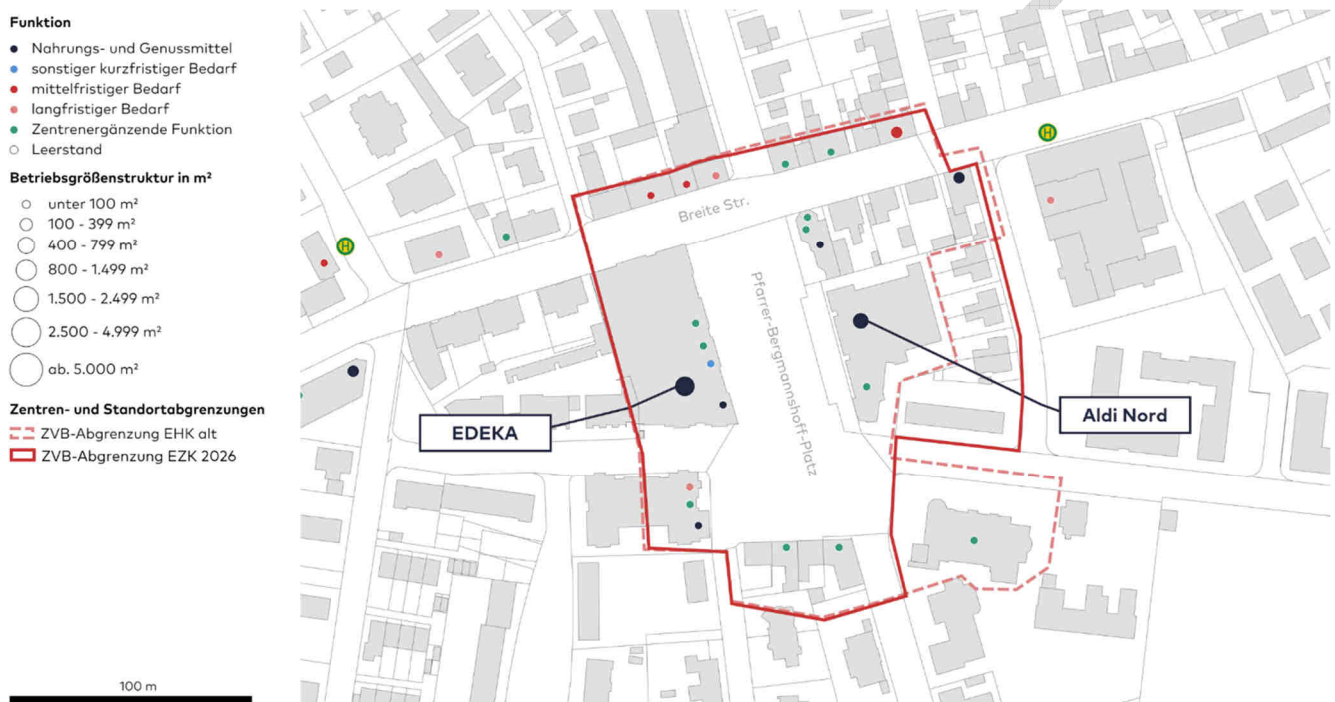 Funktion
Nahrungs- und Genussmittel
sonstiger kurzfristiger Bedarf
mittelfristiger Bedarf
langfristiger Bedarf
Zentrenergänzende Funktion
Leerstand
Betriebsgrößenstruktur in m²
unter 100 m²
100 - 399 m²
400 - 799 m²
800 - 1.499 m²
1.500 - 2.499 m²
2.500 - 4.999 m²
ab. 5.000 m²
Zentren- und Standortabgrenzungen
ZVB-Abgrenzung EHK alt
ZVB-Abgrenzung EZK 2026
100 m
H
H
Breite Str.
Pfarrer-Bergmannshoff-Platz
EDEKA
Aldi Nord